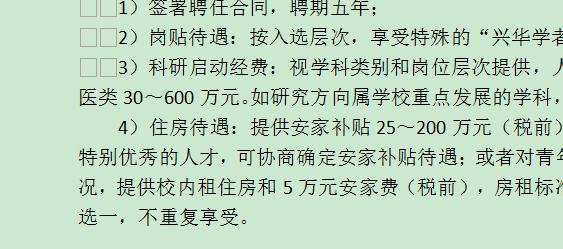 1）签署聘任合同，聘期五年；
2）岗贴待遇：按入选层次，享受特殊的“兴华学者
3）科研启动经费：视学科类别和岗位层次提供，人
医类 30～600 万元。如研究方向属学校重点发展的学科，
4）住房待遇：提供安家补贴 25～200 万元（税前）
特别优秀的人才，可协商确定安家补贴待遇；或者对青年
况，提供校内租住房和 5 万元安家费（税前），房租标准
选一，不重复享受。